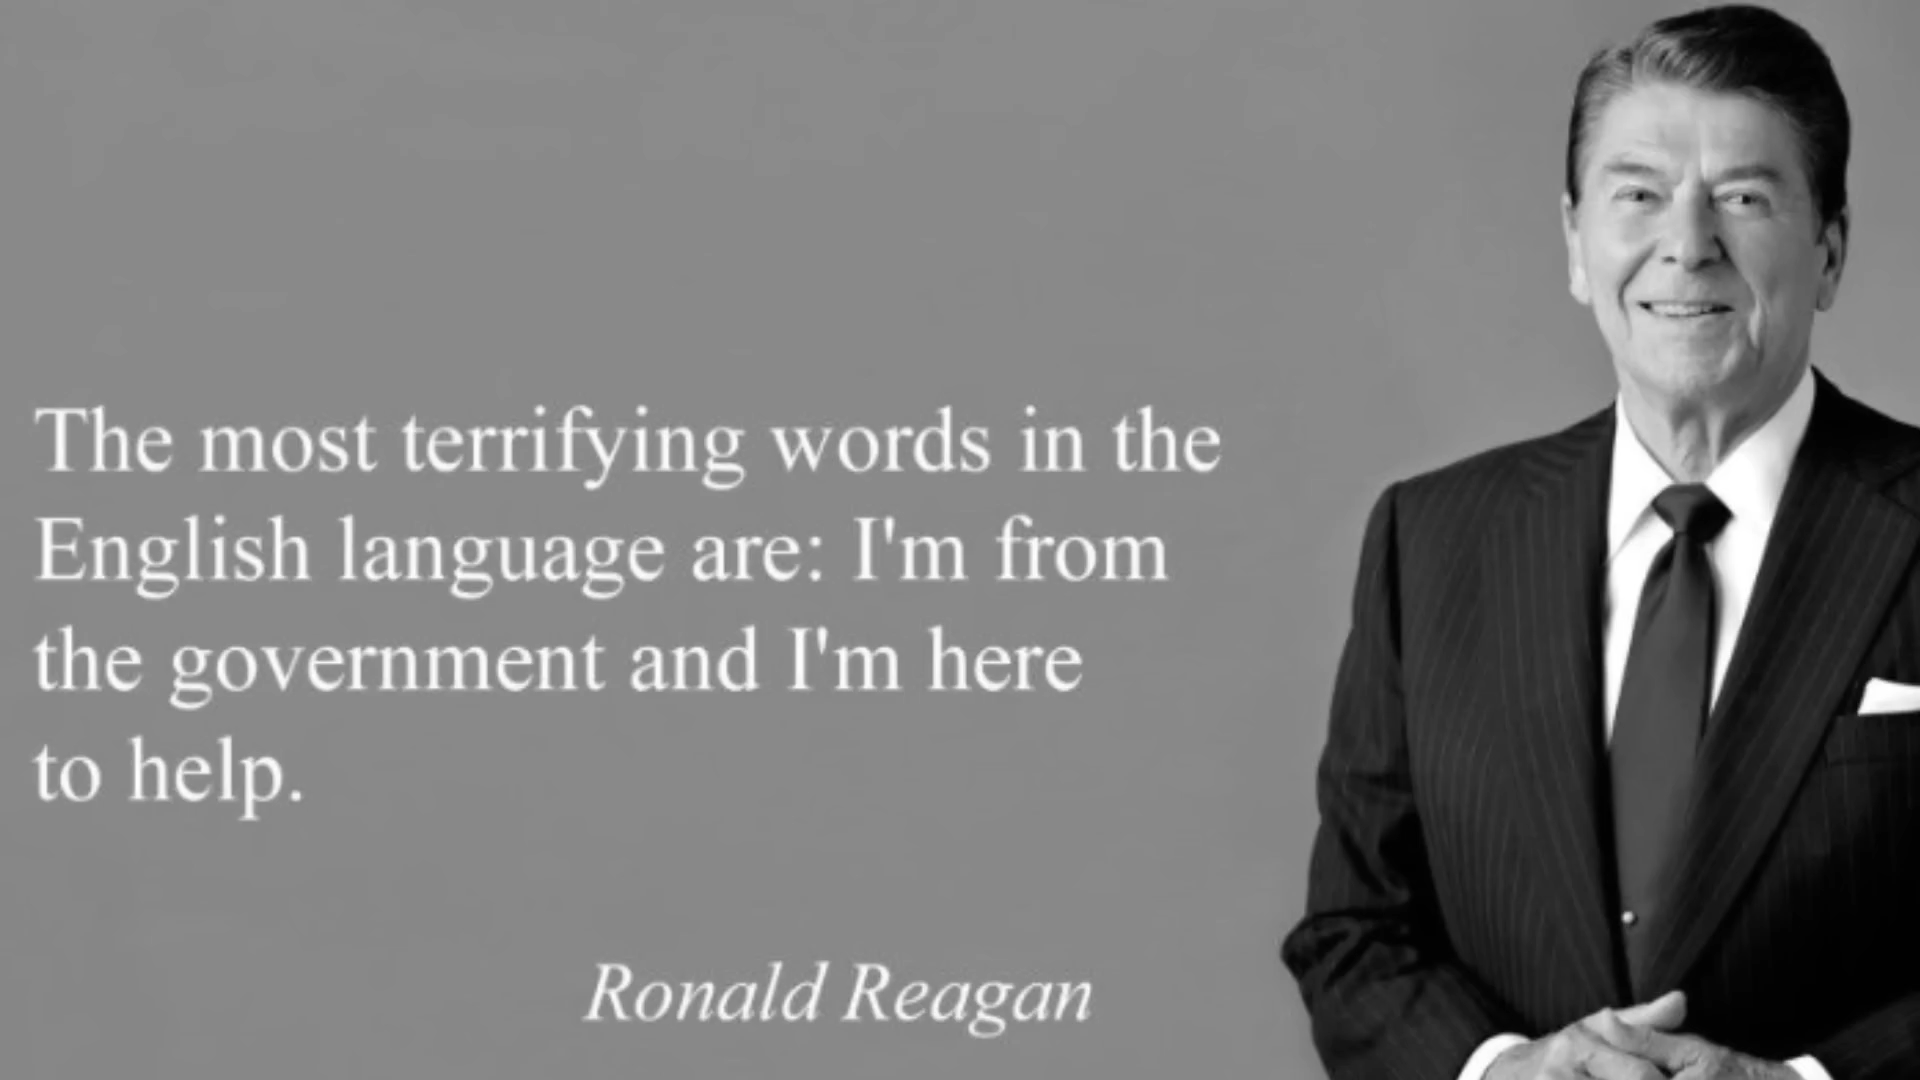 The most terrifying words in the
English language are: I'm from
the government and I'm here
to help.
Ronald Reagan